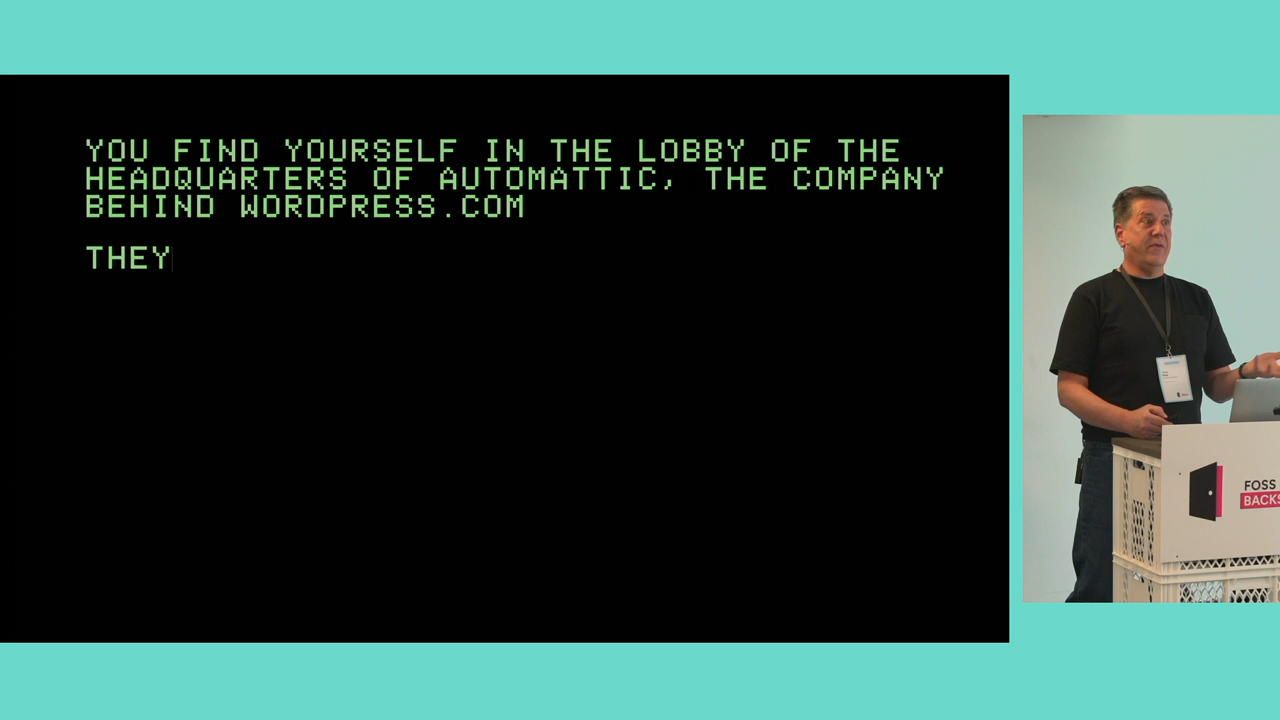 YOU FIND YOURSELF IN THE LOBBY OF THE
HEADQUARTERS OF AUTOMATTIC, THE COMPANY
BEHIND WORDPRESS.COM
THEY
FOSS
BACKS